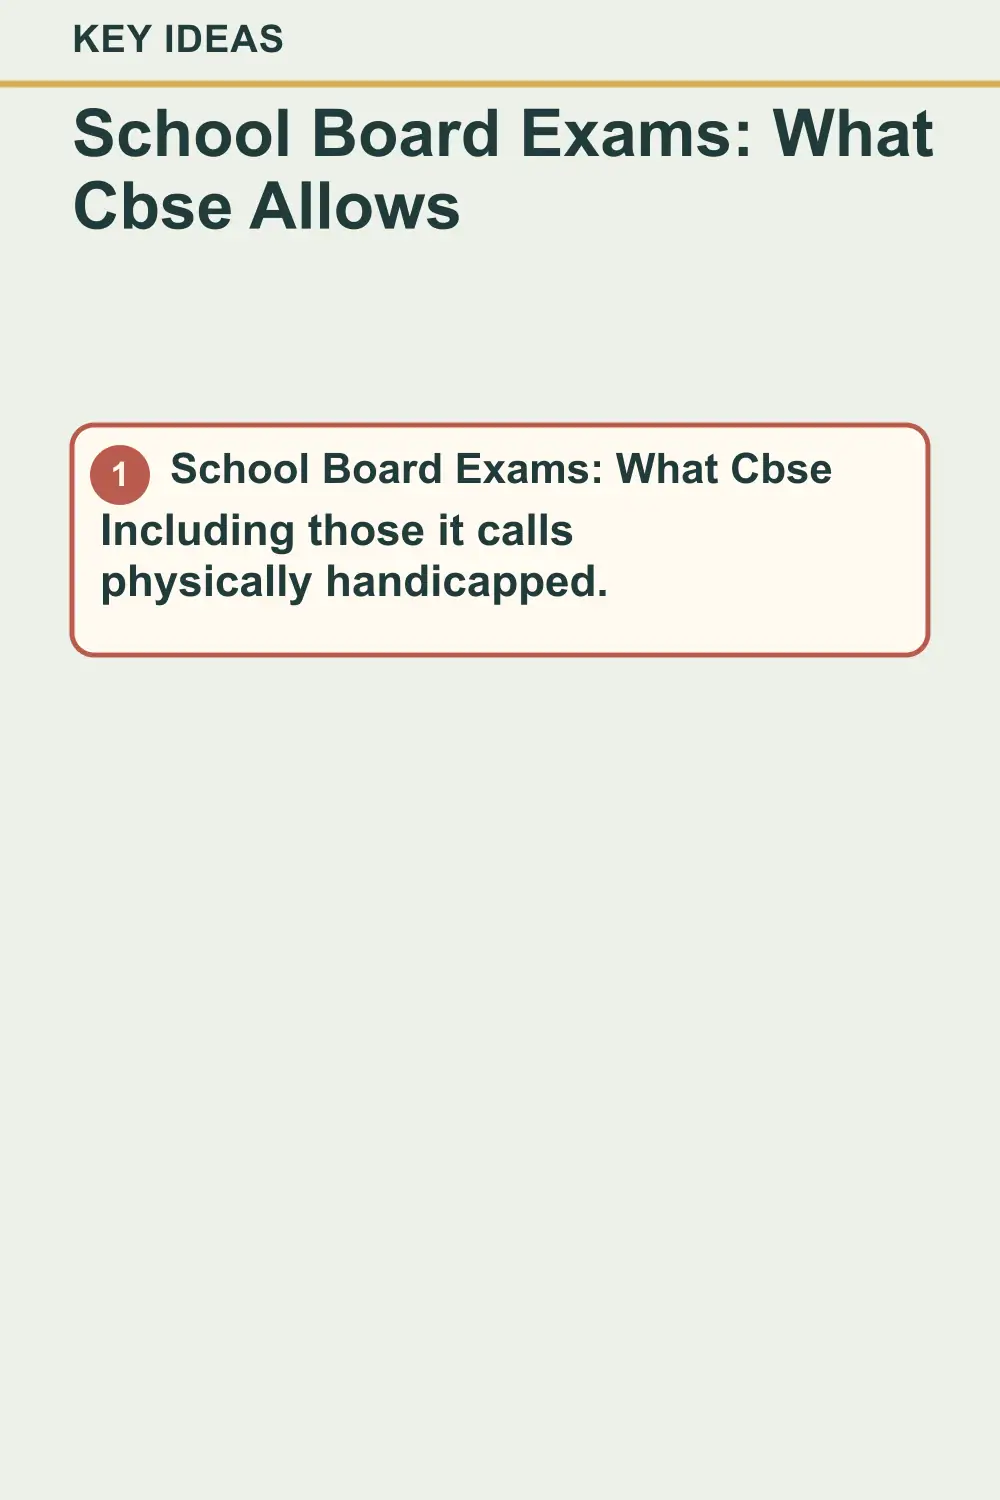 KEY IDEAS
School Board Exams: What
Cbse Allows
1 School Board Exams: What Cbse
Including those it calls
physically handicapped.